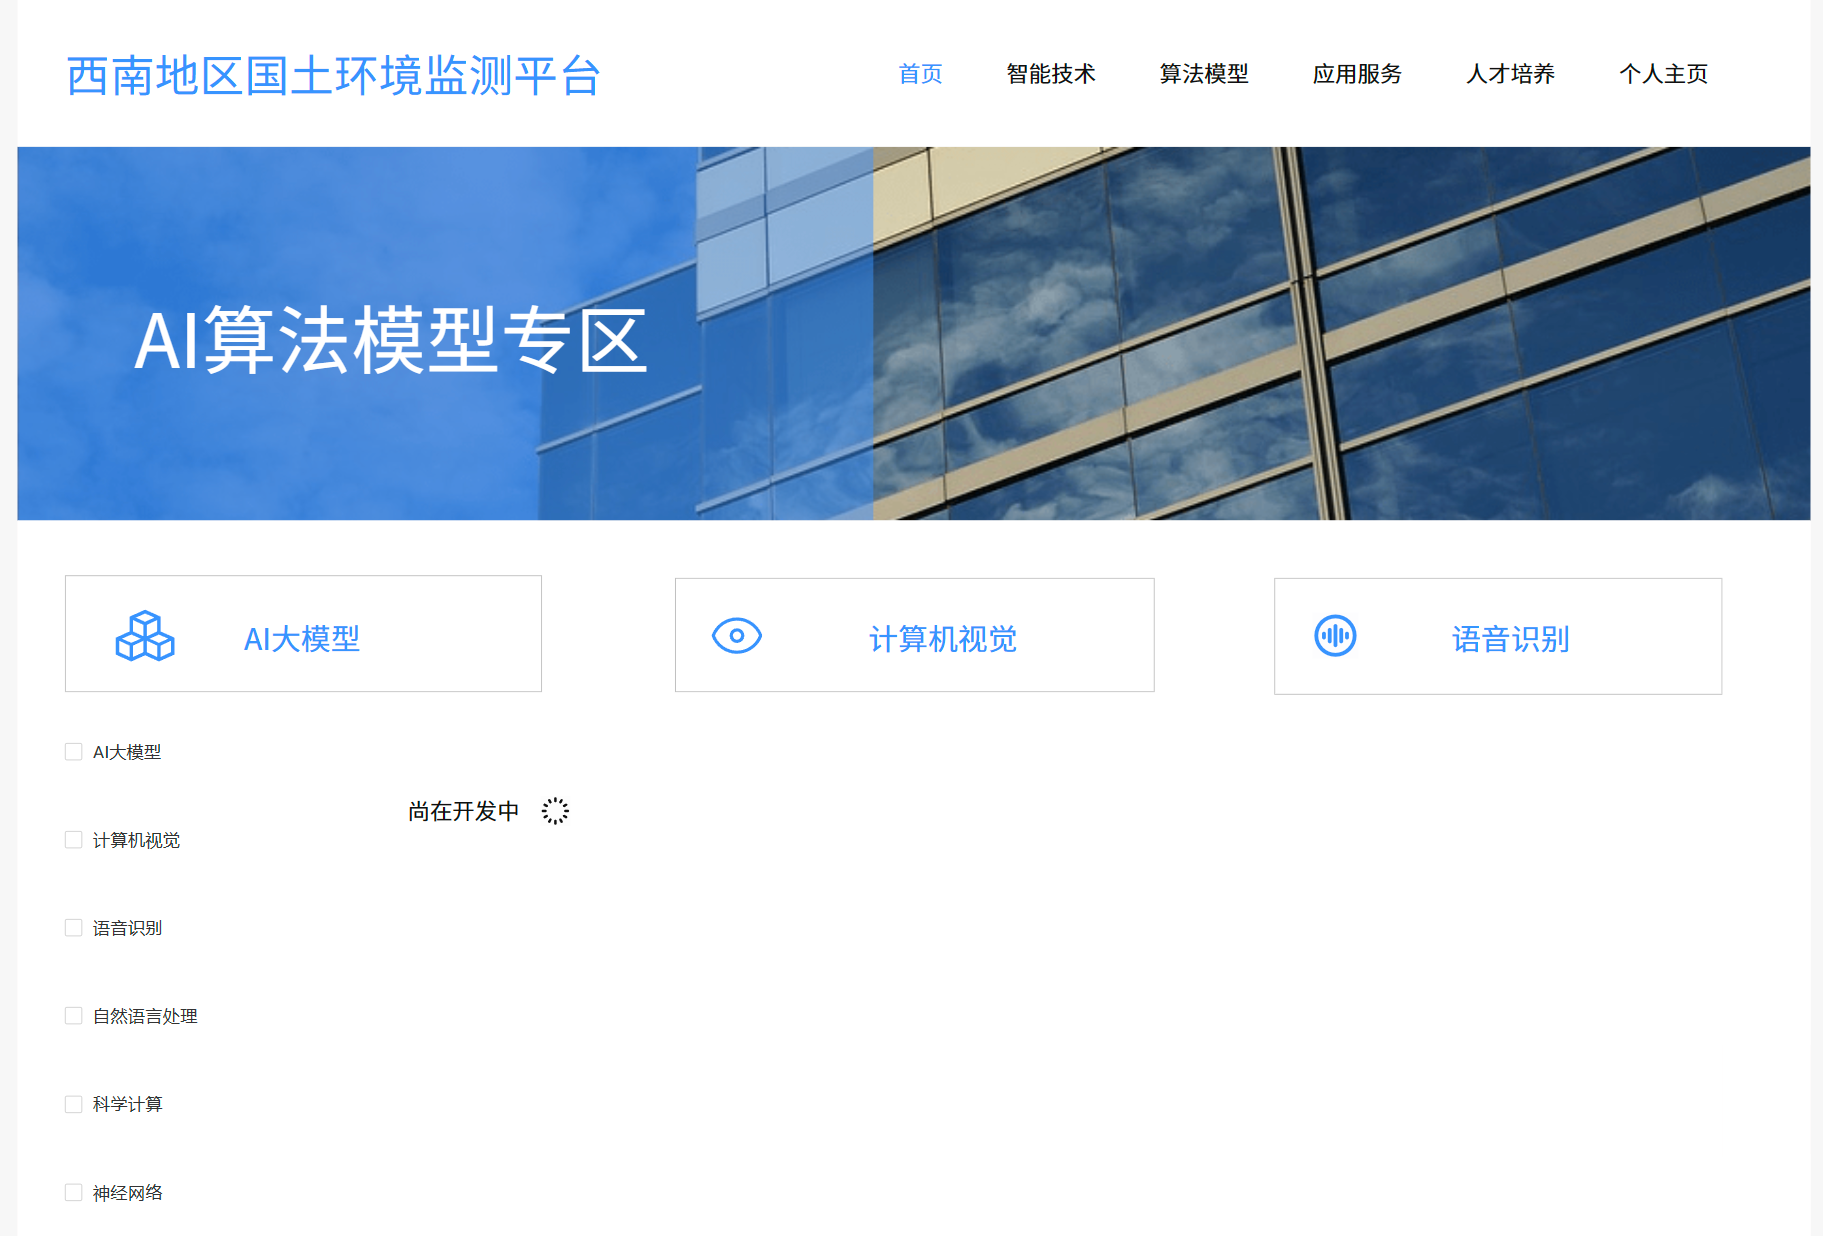 西南地区国土环境监测平台
首页 智能技术 算法模型 应用服务 人才培养 个人主页
AI算法模型专区
AI大模型 计算机视觉 语音识别
AI大模型
尚在开发中
计算机视觉
语音识别
自然语言处理
科学计算
神经网络